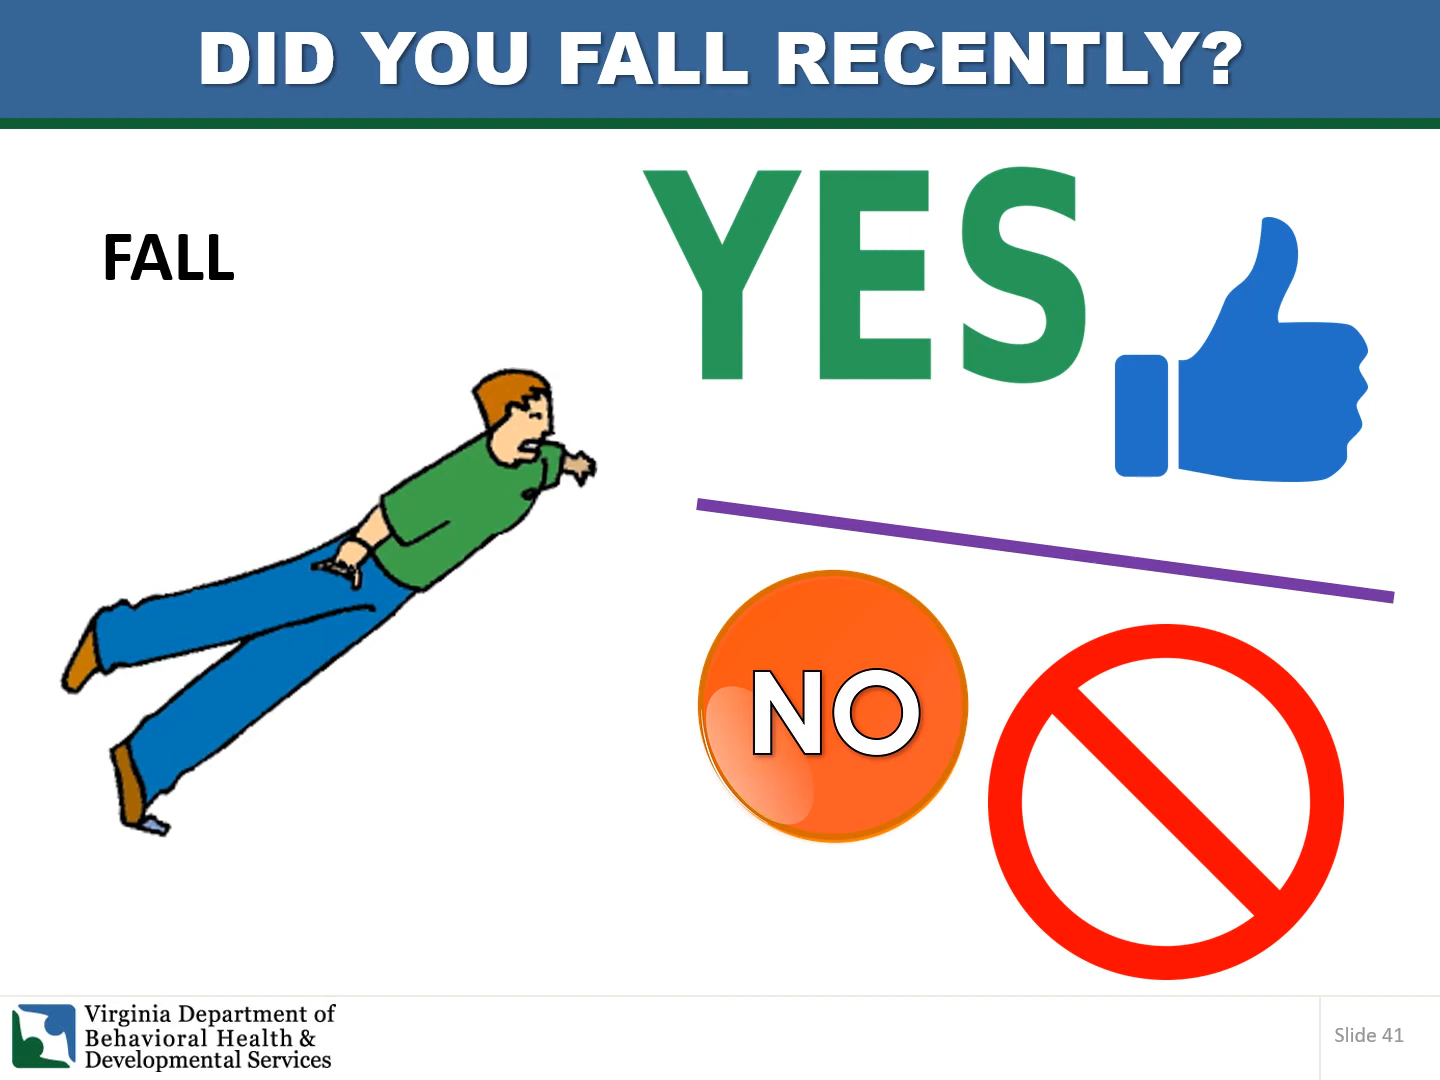 DID YOU FALL RECENTLY?
FALL
YES
NO
Virginia Department of
Behavioral Health &
Developmental Services
Slide 41